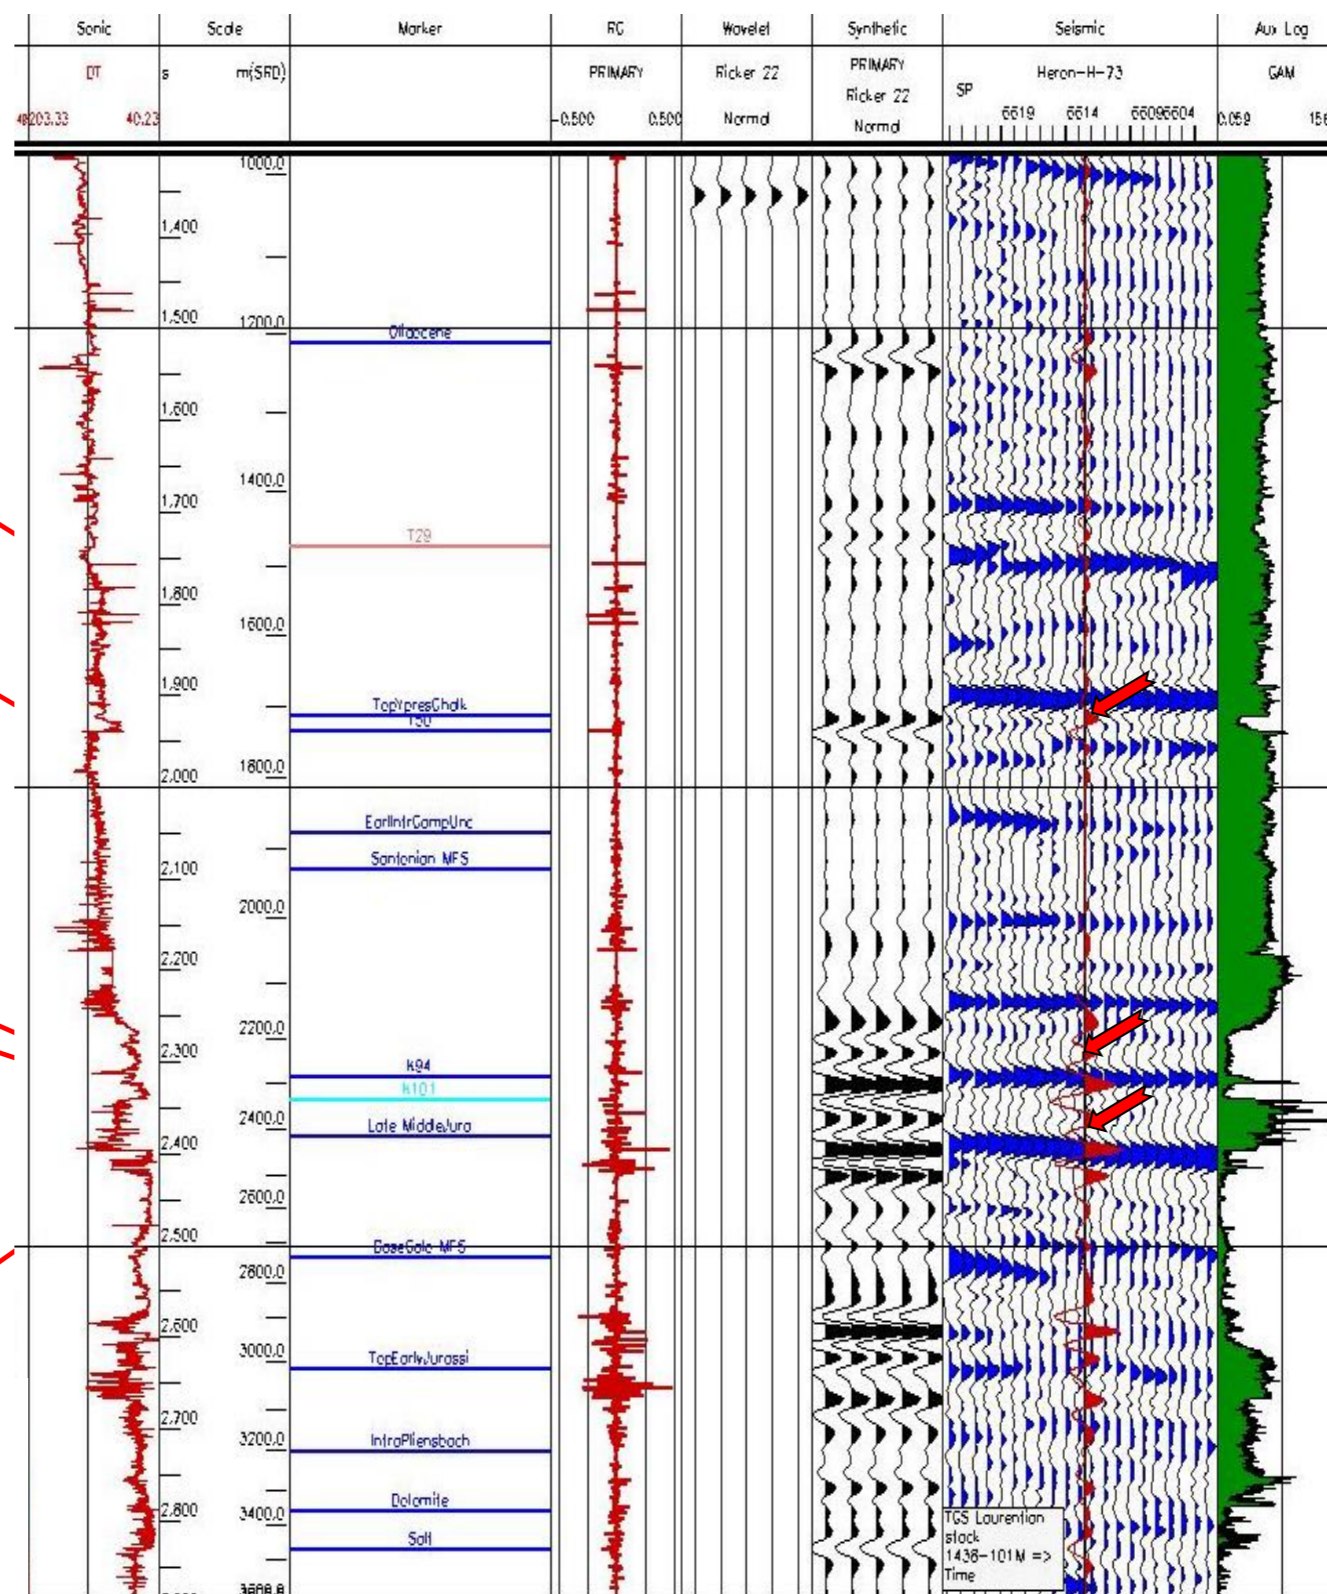 Sonic Scale Marker RC Wavelet Synthetic Seismic Aux Log
DT s m(SRD) PRIMARY Ricker 22 PRIMARY Heron-H-73 GAM
Ricker 22 SP
203.33 40.23 -0.500 0.500 Normal Normal 6619 6614 6609 6604 0.059
1000.0
1,400
1,500
1200.0
Oligocene
1,600
1400.0
1,700
T29
1,800
1600.0
1,900
TopYpresChalk
T50
2,000
1800.0
EarlIntrCampUnc
Santonian MFS
2,100
2000.0
2,200
2200.0
2,300
K94
K101
2400.0
Late MiddleJura
2,400
2600.0
2,500
BaseGale MFS
2800.0
2,600
3000.0
TopEarlyJurassi
2,700
3200.0
IntraPliensbach
Dolomite
2,800
3400.0
Salt
TGS Laurentian
stack
1436-101M =>
Time